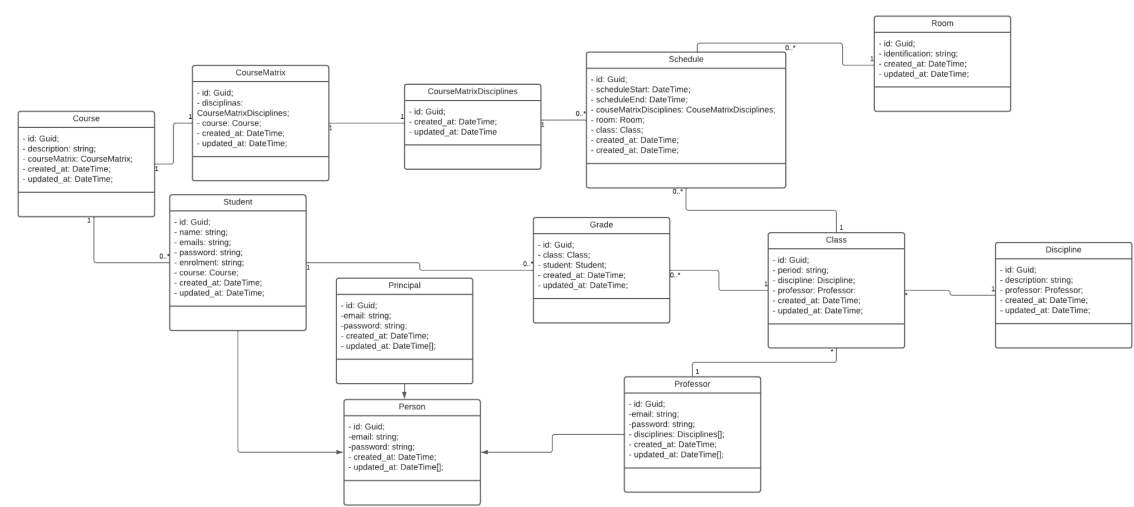 Room
- id: Guid;
- identification: string;
- created_at: DateTime;
- updated_at: DateTime;
0..*
1
Schedule
- id: Guid;
- scheduleStart: DateTime;
- scheduleEnd: DateTime;
- couseMatrixDisciplines: CouseMatrixDisciplines;
- room: Room;
- class: Class;
- created_at: DateTime;
- updated_at: DateTime;
CourseMatrix
- id: Guid;
- disciplinas:
CourseMatrixDisciplines;
- course: Course;
- created_at: DateTime;
- updated_at: DateTime;
1
1
CourseMatrixDisciplines
- id: Guid;
- created_at: DateTime;
- updated_at: DateTime
1
1
0..*
Course
- id: Guid;
- description: string;
- courseMatrix: CourseMatrix;
- created_at: DateTime;
- updated_at: DateTime;
1
1
0..*
Student
- id: Guid;
- name: string;
- emails: string;
- password: string;
- enrolment: string;
- course: Course;
- created_at: DateTime;
- updated_at: DateTime;
0..*
1
Grade
- id: Guid;
- class: Class;
- student: Student;
- created_at: DateTime;
- updated_at: DateTime;
0..*
0..*
1
1
Class
- id: Guid;
- period: string;
- discipline: Discipline;
- professor: Professor;
- created_at: DateTime;
- updated_at: DateTime;
*
*
Discipline
- id: Guid;
- description: string;
- professor: Professor;
- created_at: DateTime;
- updated_at: DateTime;
1
Principal
- id: Guid;
-email: string;
-password: string;
- created_at: DateTime;
- updated_at: DateTime[];
Person
- id: Guid;
-email: string;
-password: string;
- created_at: DateTime;
- updated_at: DateTime[];
1
Professor
- id: Guid;
-email: string;
-password: string;
- disciplines: Disciplines[];
- created_at: DateTime;
- updated_at: DateTime[];